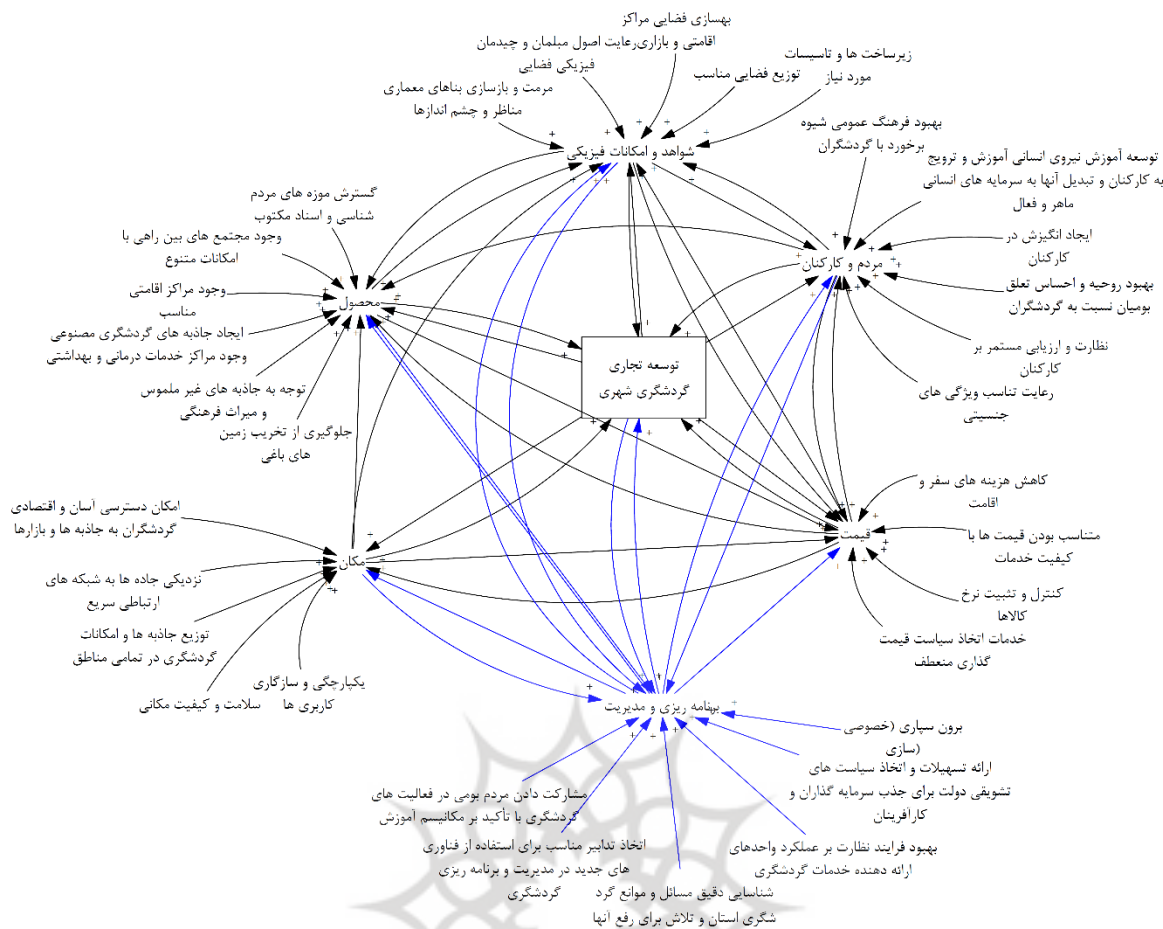 بهسازی فضایی مراکز
اقامتی و بازاری,رعایت اصول مبلمان و چیدمان
فیزیکی فضایی
زیرساخت ها و تاسیسات
مورد نیاز
توزیع فضایی مناسب
مرمت و بازسازی بناهای معماری
مناظر و چشم اندازها
شواهد و امکانات فیزیکی
بهبود فرهنگ عمومی شیوه
برخورد با گردشگران
توسعه آموزش نیروی انسانی آموزش و ترویج
به کارکنان و تبدیل آنها به سرمایه های انسانی
ماهر و فعال
ایجاد انگیزش در
کارکنان
مردم و کارکنان
بهبود روحیه و احساس تعلق
بومیان نسبت به گردشگران
نظارت و ارزیابی مستمر بر
کارکنان
رعایت تناسب ویژگی های
جنسیتی
گسترش موزه های مردم
شناسی و اسناد مکتوب
وجود مجتمع های بین راهی با
امکانات متنوع
وجود مراکز اقامتی
مناسب
محصول
ایجاد جاذبه های گردشگری مصنوعی
وجود مراکز خدمات درمانی و بهداشتی
توجه به جاذبه های غیر ملموس
و میراث فرهنگی
جلوگیری از تخریب زمین
های باغی
توسعه تجاری
گردشگری شهری
کاهش هزینه های سفر و
اقامت
قیمت
متناسب بودن قیمت ها با
کیفیت خدمات
کنترل و تثبیت نرخ
کالاها
خدمات اتخاذ سیاست قیمت
گذاری منعطف
امکان دسترسی آسان و اقتصادی
گردشگران به جاذبه ها و بازارها
مکان
نزدیکی جاده ها به شبکه های
ارتباطی سریع
توزیع جاذبه ها و امکانات
گردشگری در تمامی مناطق
یکپارچگی و سازگاری
کاربری ها
سلامت و کیفیت مکانی
برنامه ریزی و مدیریت
برون سپاری (خصوصی
سازی)
ارائه تسهیلات و اتخاذ سیاست های
تشویقی دولت برای جذب سرمایه گذاران و
کارآفرینان
مشارکت دادن مردم بومی در فعالیت های
گردشگری با تأکید بر مکانیسم آموزش
بهبود فرایند نظارت بر عملکرد واحدهای
ارائه دهنده خدمات گردشگری
اتخاذ تدابیر مناسب برای استفاده از فناوری
های جدید در مدیریت و برنامه ریزی
گردشگری
شناسایی دقیق مسائل و موانع گرد
شگری استان و تلاش برای رفع آنها